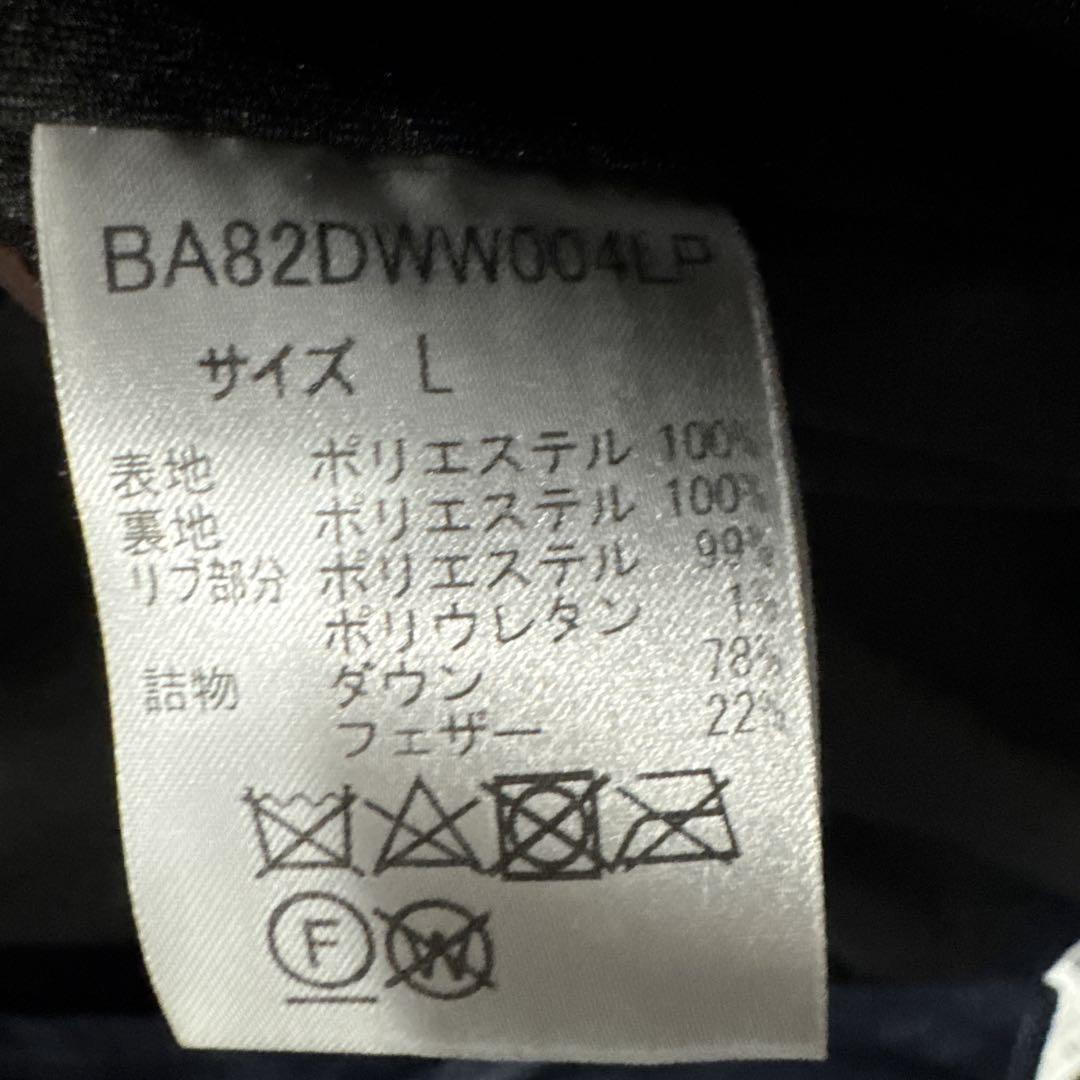 BA82DWW004LP
サイズ L
表地 ポリエステル 100%
裏地 ポリエステル 100%
リブ部分 ポリエステル 99%
ポリウレタン 1%
詰物 ダウン 78%
フェザー 22%
F W